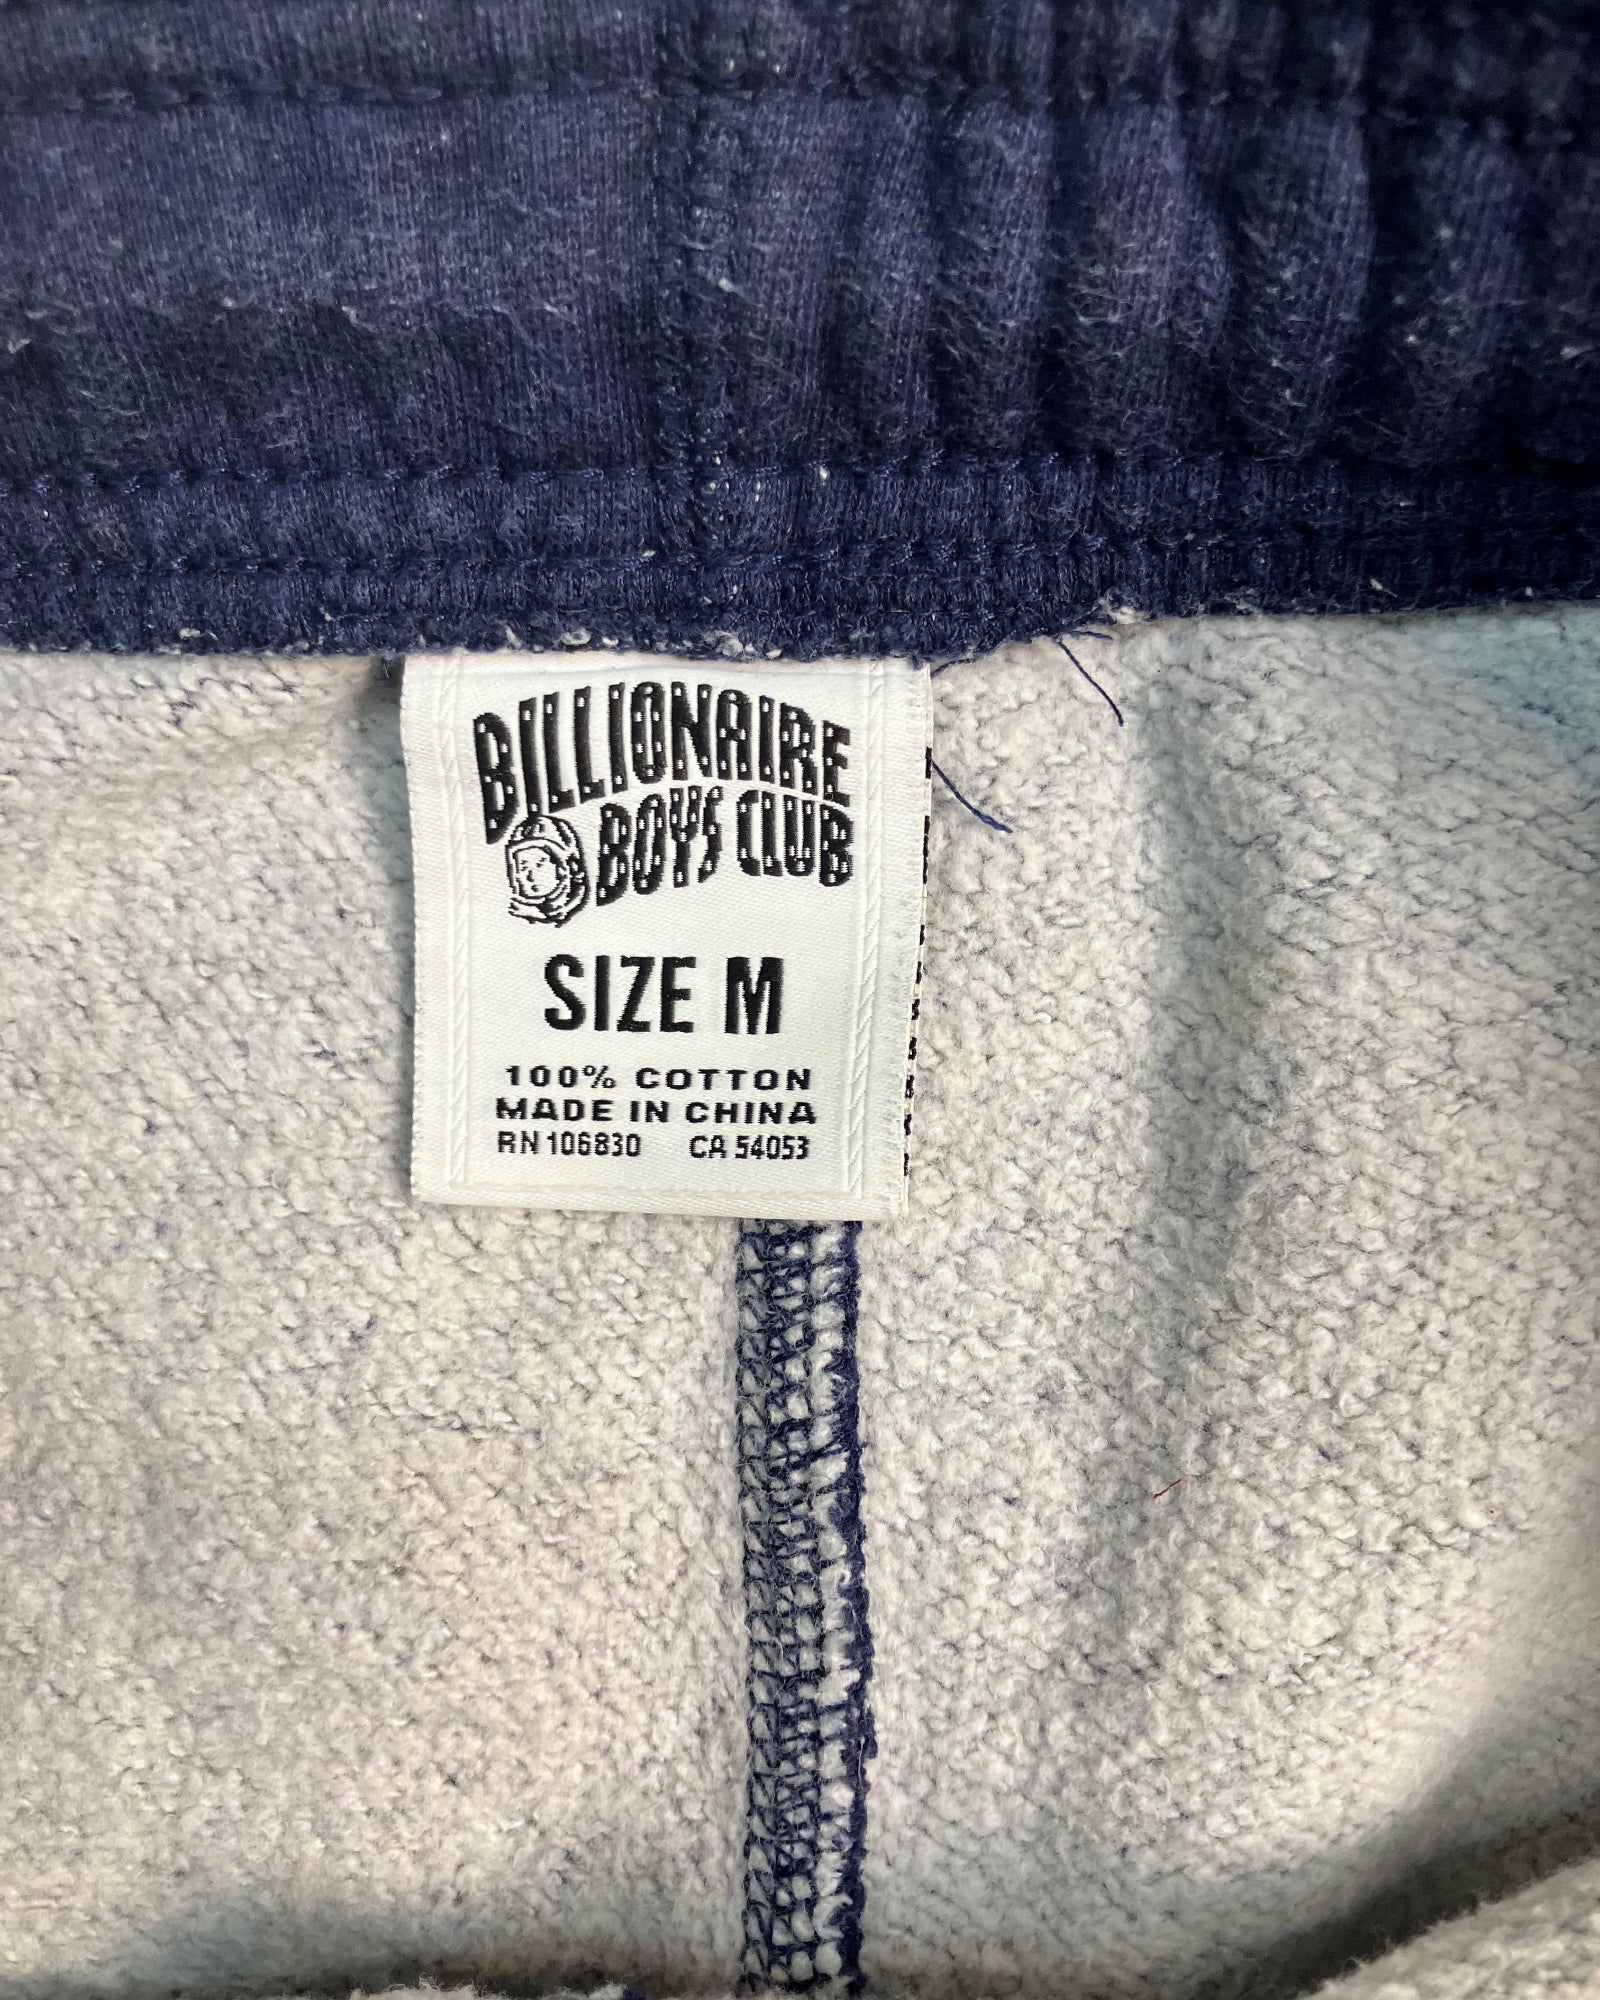 BILLIONAIRE
BOYS CLUB
SIZE M
100% COTTON
MADE IN CHINA
RN 106830 CA 54053